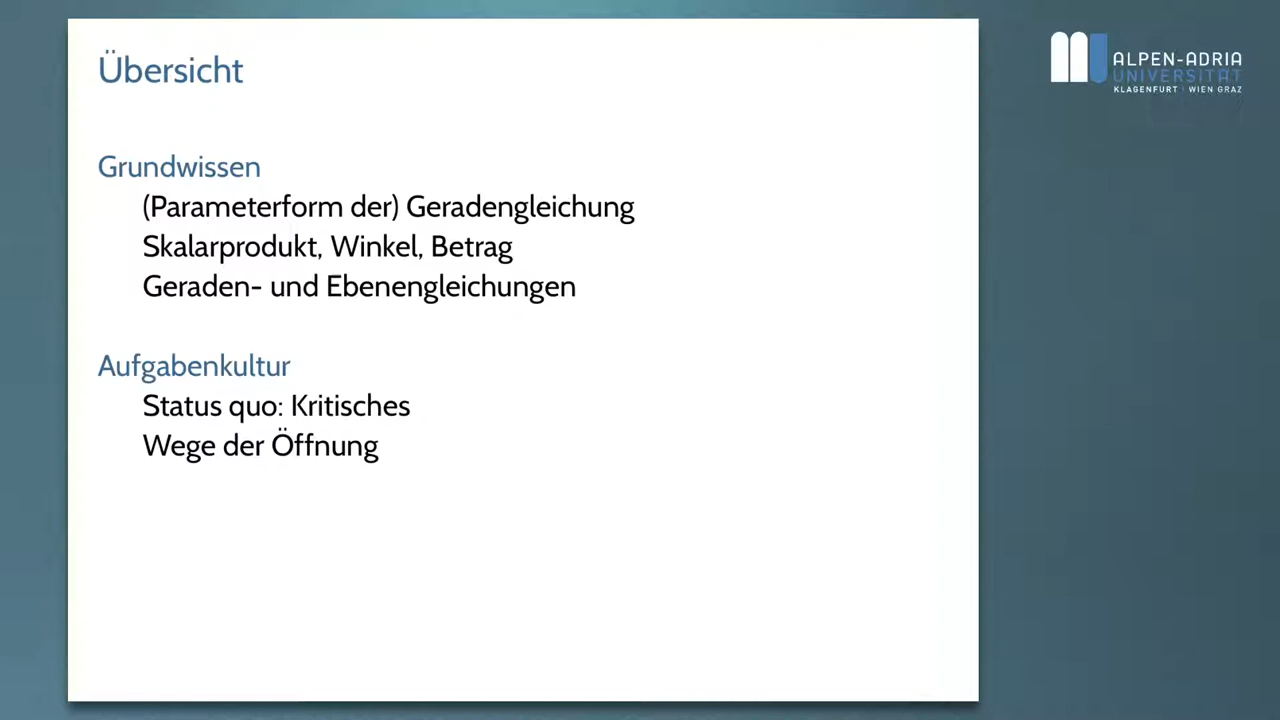 Übersicht
Grundwissen
(Parameterform der) Geradengleichung
Skalarprodukt, Winkel, Betrag
Geraden- und Ebenengleichungen
Aufgabenkultur
Status quo: Kritisches
Wege der Öffnung
ALPEN-ADRIA
UNIVERSITÄT
KLAGENFURT | WIEN GRAZ